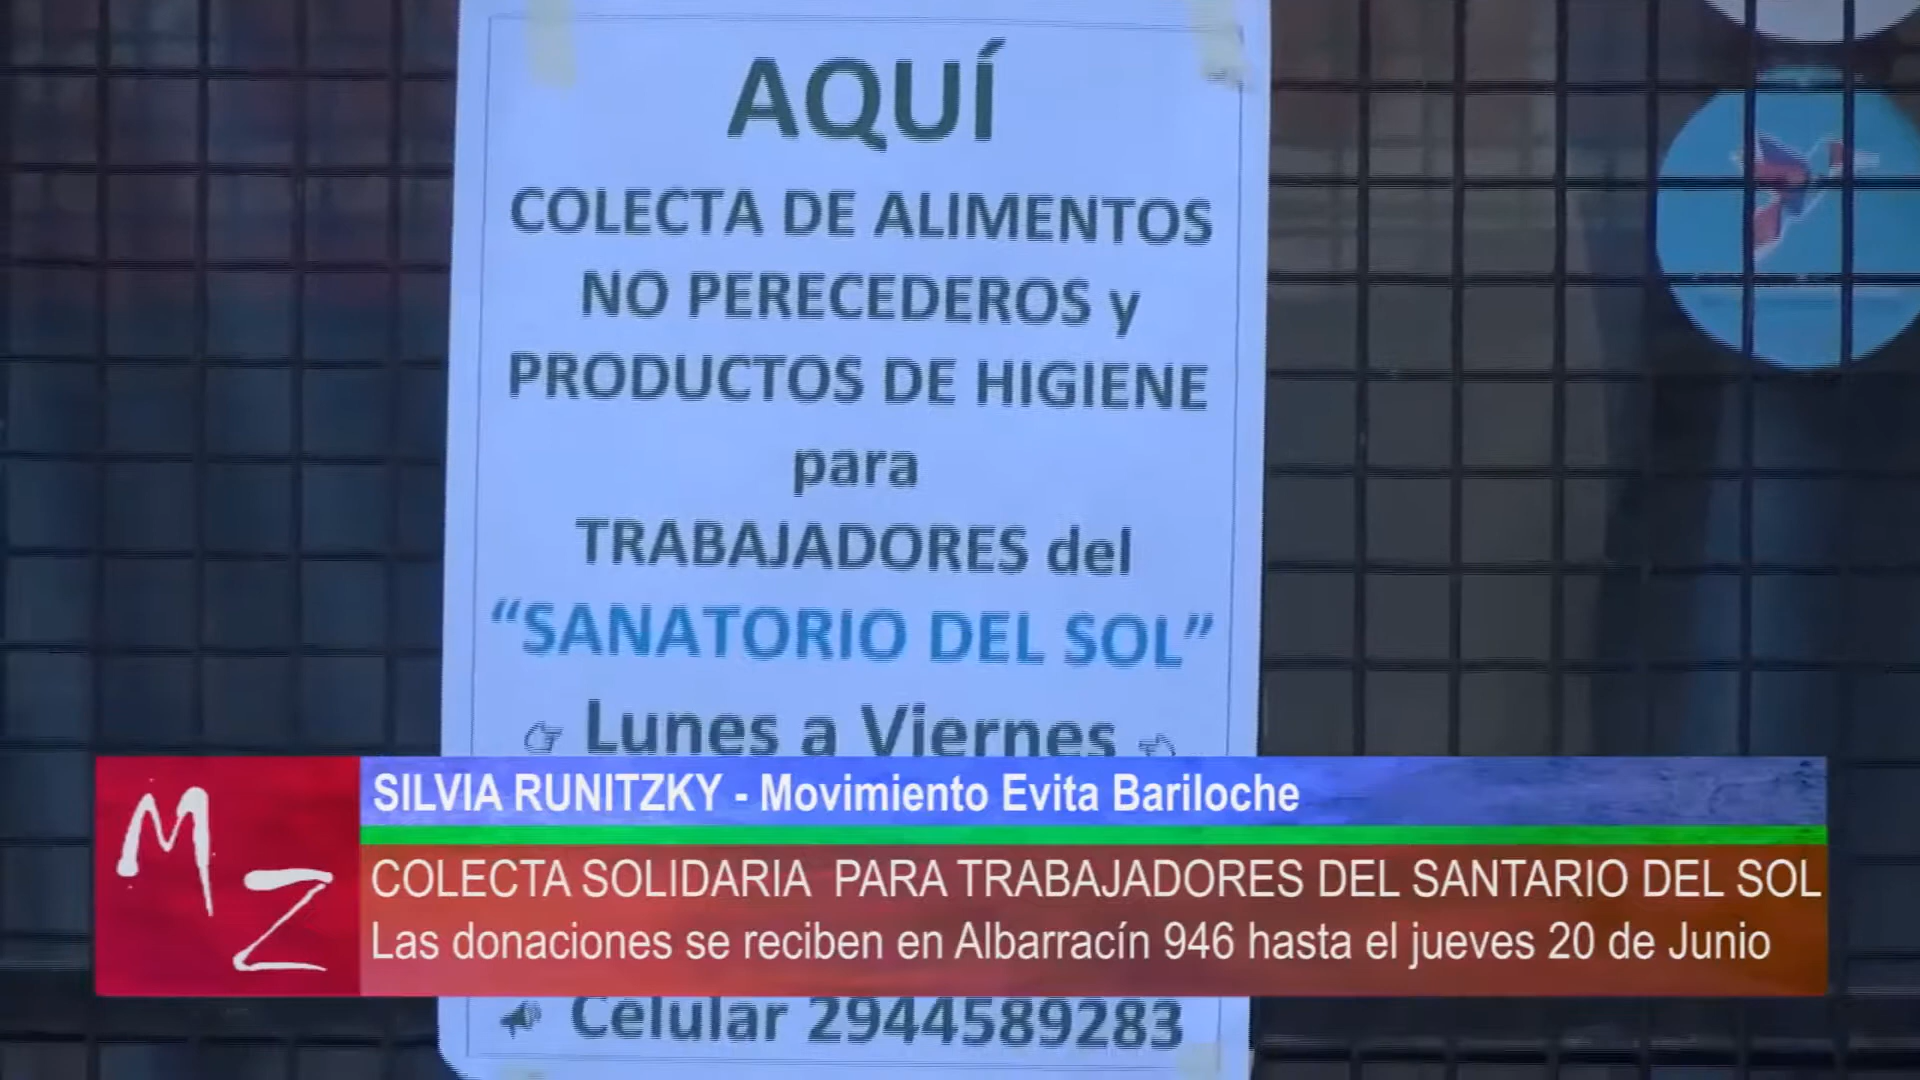 AQUÍ
COLECTA DE ALIMENTOS
NO PERECEDEROS y
PRODUCTOS DE HIGIENE
para
TRABAJADORES del
“SANATORIO DEL SOL”
Lunes a Viernes
MZ
SILVIA RUNITZKY - Movimiento Evita Bariloche
COLECTA SOLIDARIA PARA TRABAJADORES DEL SANTARIO DEL SOL
Las donaciones se reciben en Albarracín 946 hasta el jueves 20 de Junio
Celular 2944589283